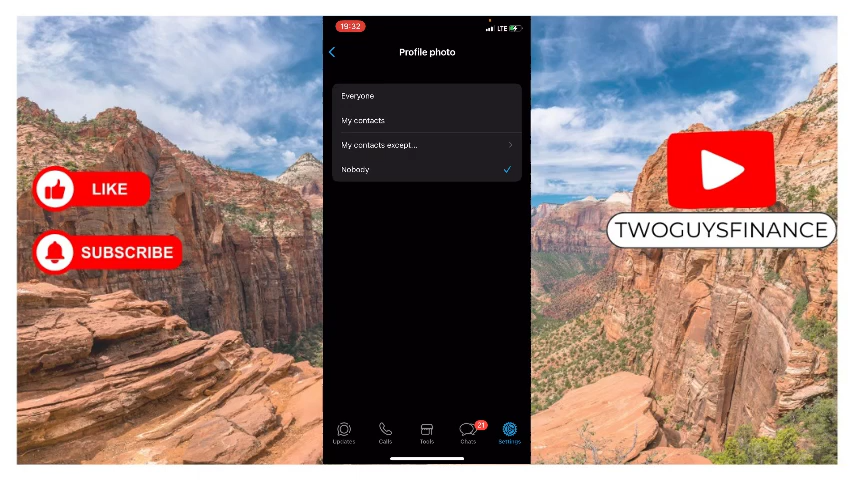 19:32
LTE
Profile photo
Everyone
My contacts
My contacts except...
Nobody
LIKE
SUBSCRIBE
TWOGUYSFINANCE
21
Updates
Calls
Tools
Chats
Settings